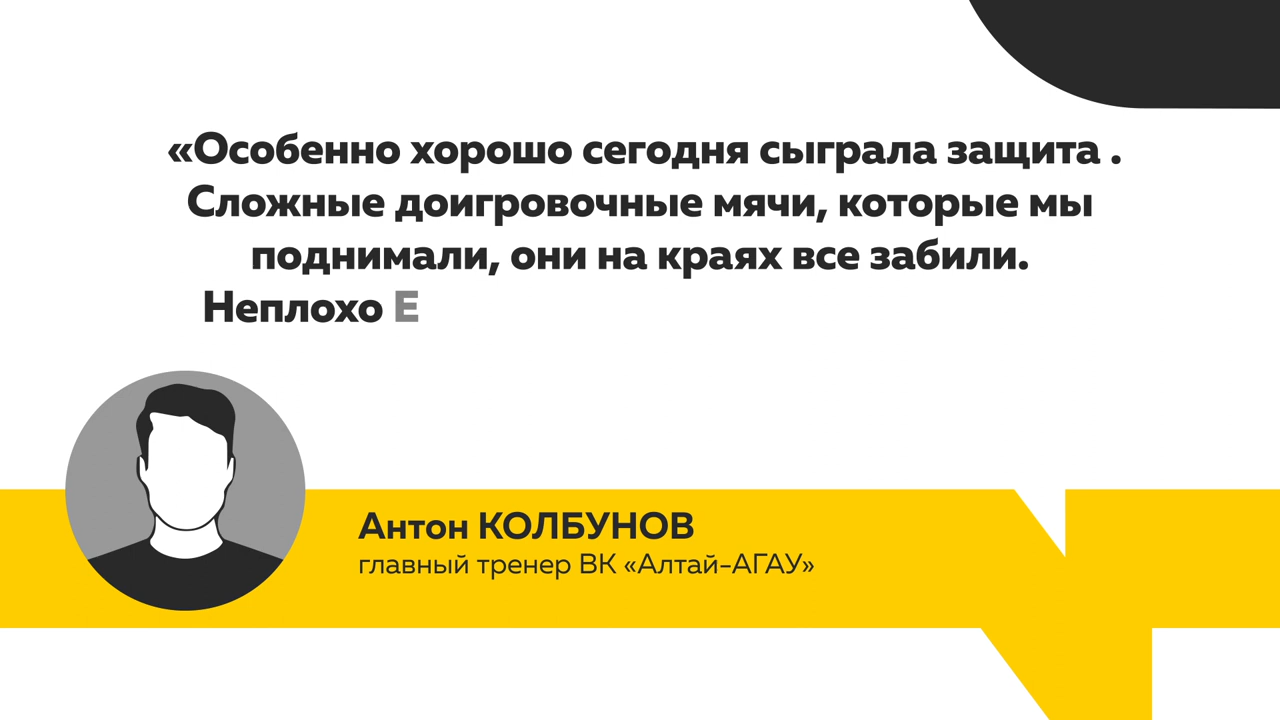 «Особенно хорошо сегодня сыграла защита .
Сложные доигровочные мячи, которые мы
поднимали, они на краях все забили.
Неплохо Е
Антон КОЛБУНОВ
главный тренер ВК «Алтай-АГАУ»